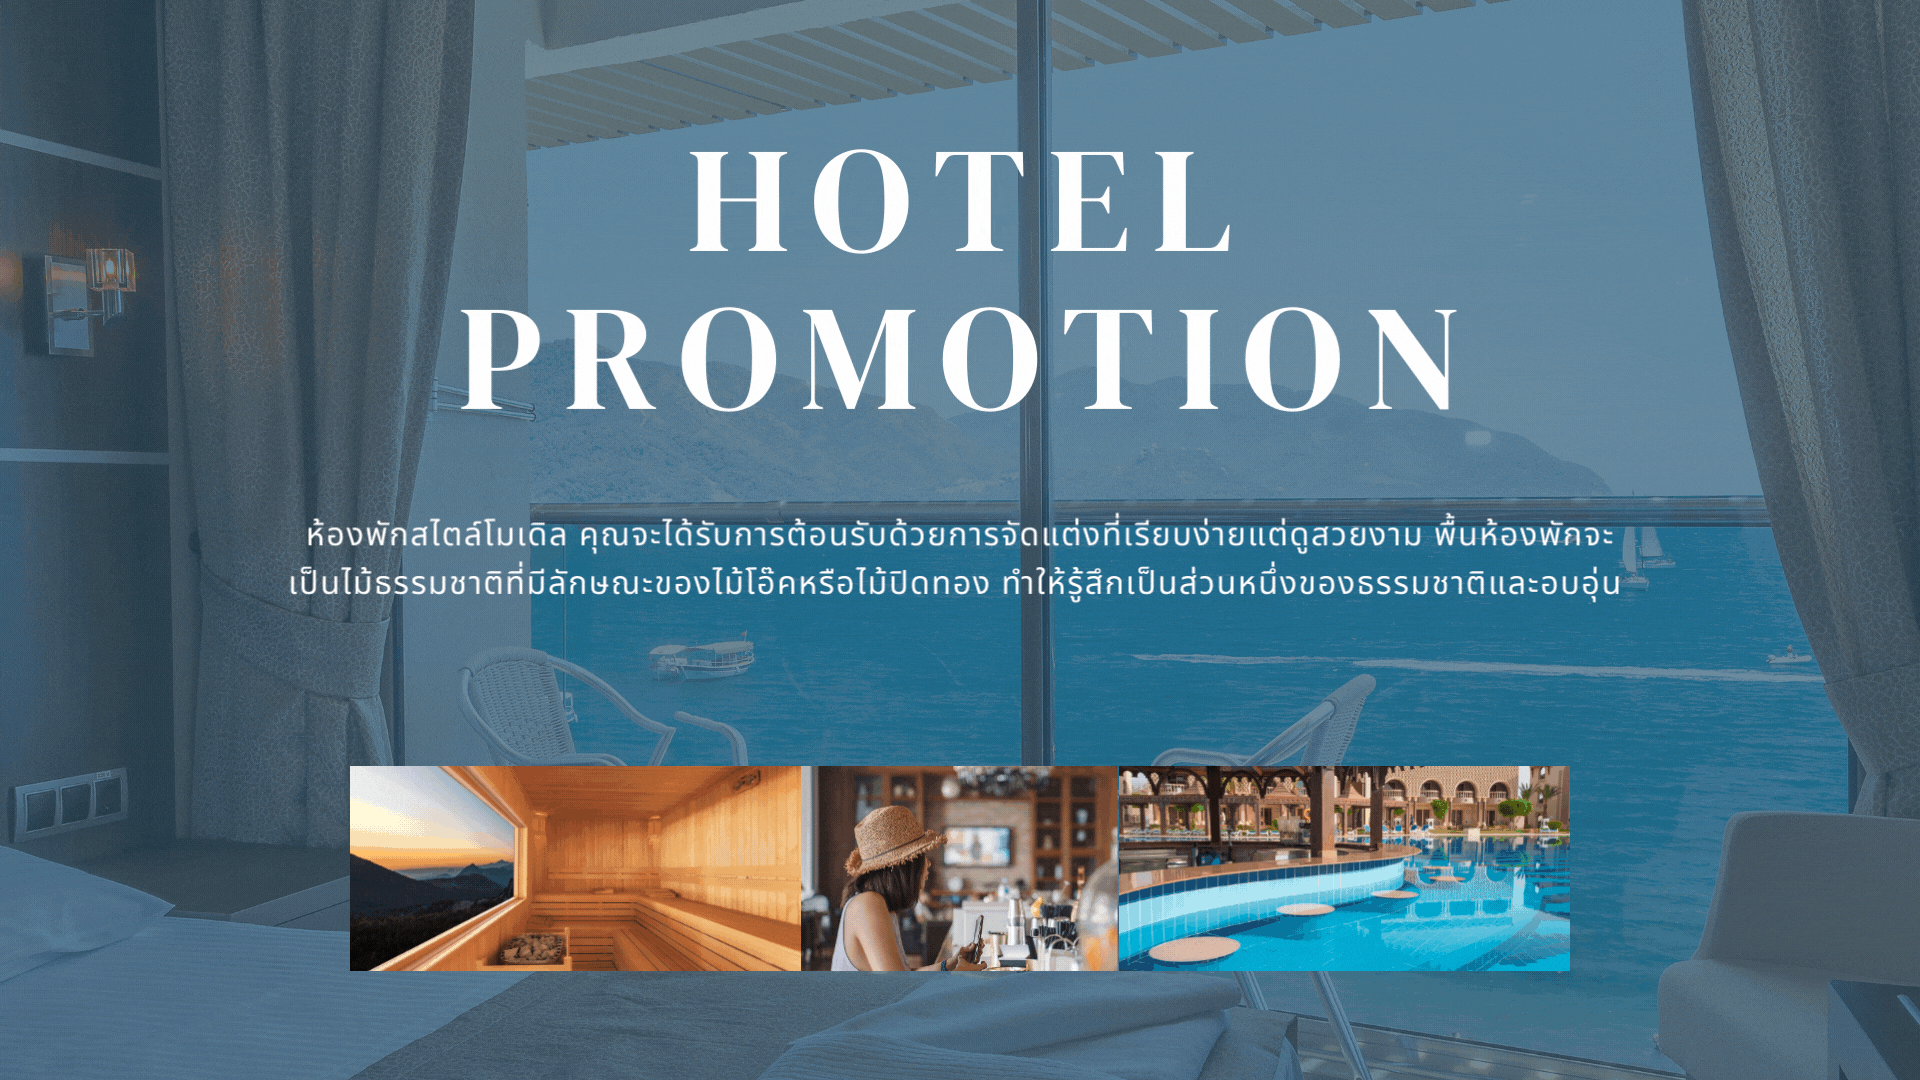 HOTEL
PROMOTION
ห้องพักสไตล์โมเดิล คุณจะได้รับการต้อนรับด้วยการจัดแต่งที่เรียบง่ายแต่ดูสวยงาม พื้นห้องพักจะ
เป็นไม้ธรรมชาติที่มีลักษณะของไม้โอ๊คหรือไม้ปิดทอง ทำให้รู้สึกเป็นส่วนหนึ่งของธรรมชาติและอบอุ่น